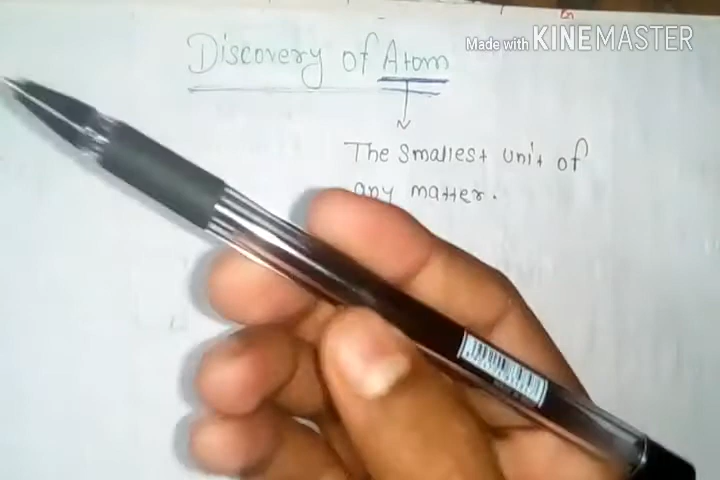 Made with KINEMASTER
Discovery of Atom
The smallest unit of
any matter.